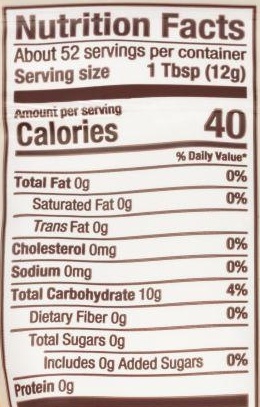 Nutrition Facts
About 52 servings per container
Serving size 1 Tbsp (12g)
Amount per serving
Calories 40
% Daily Value*
Total Fat 0g 0%
Saturated Fat 0g 0%
Trans Fat 0g
Cholesterol 0mg 0%
Sodium 0mg 0%
Total Carbohydrate 10g 4%
Dietary Fiber 0g 0%
Total Sugars 0g
Includes 0g Added Sugars 0%
Protein 0g